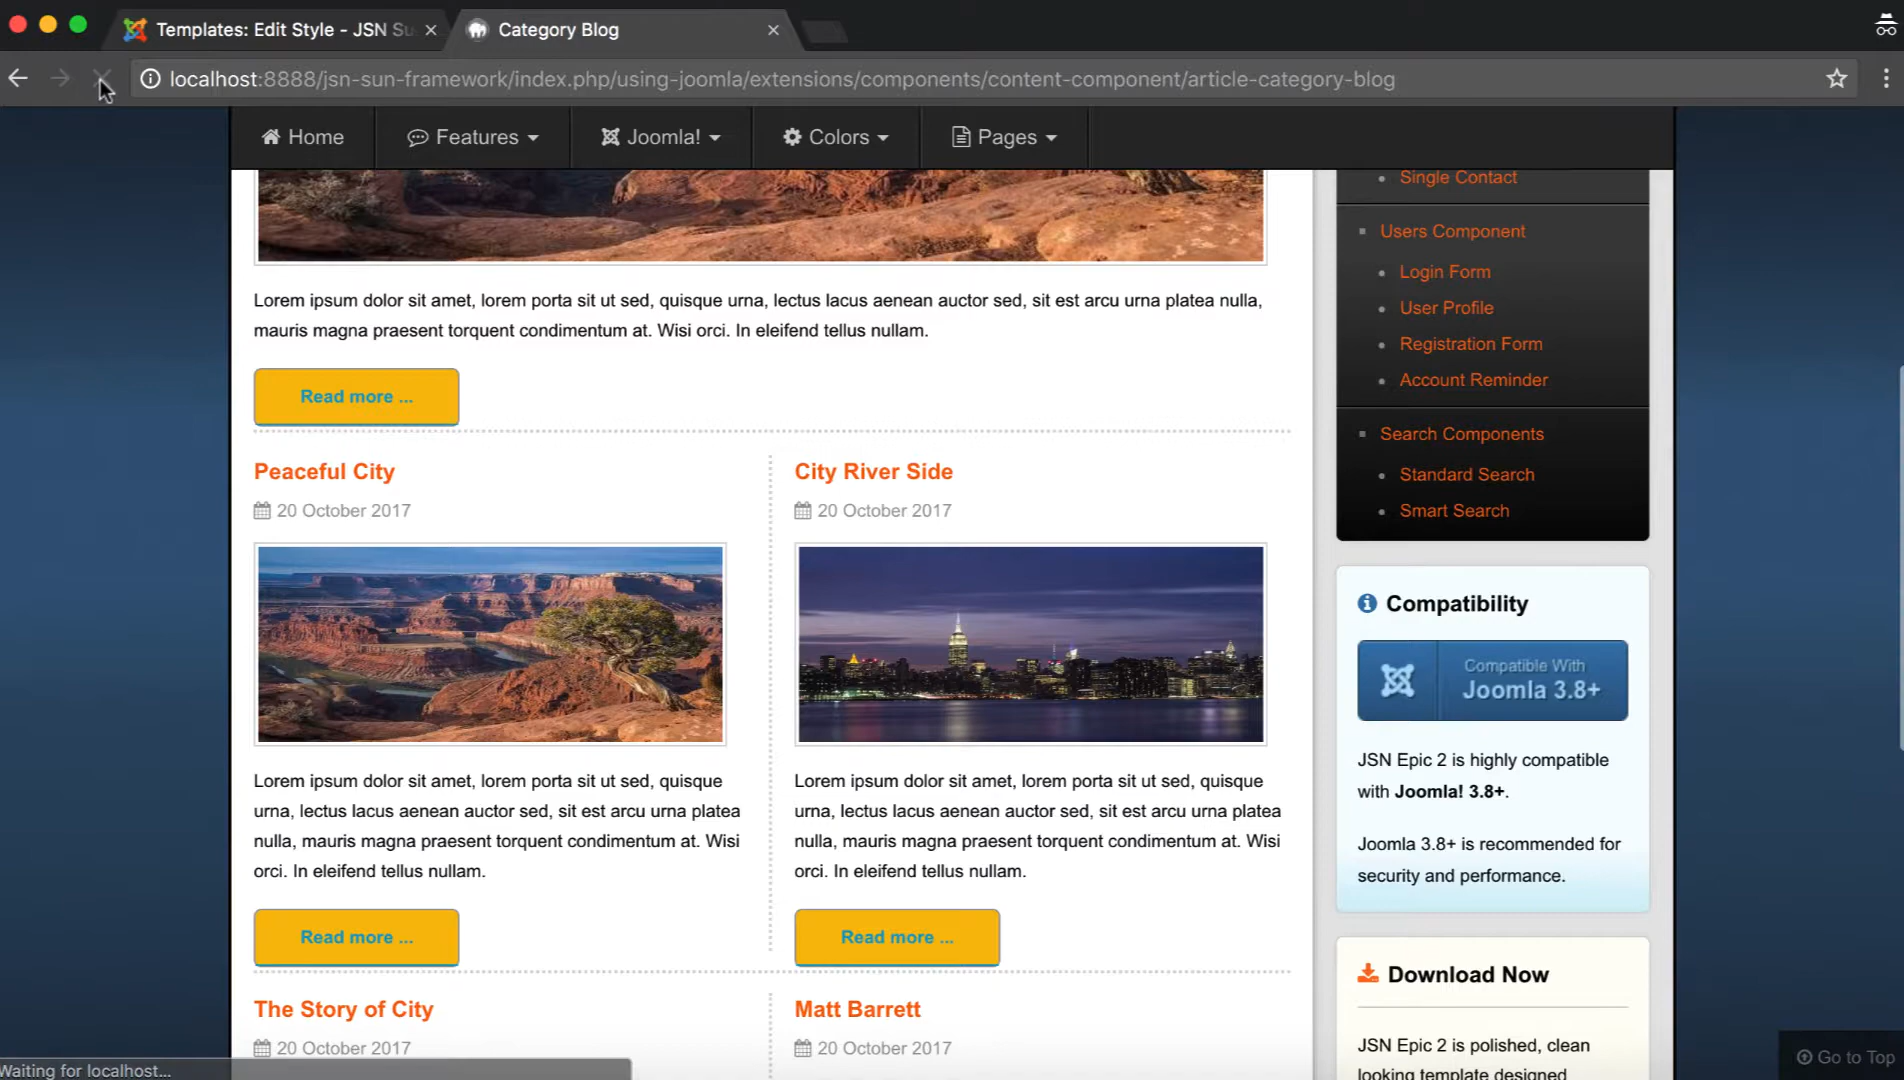 Templates: Edit Style - JSN Su
Category Blog
localhost:8888/jsn-sun-framework/index.php/using-joomla/extensions/components/content-component/article-category-blog
Home
Features
Joomla!
Colors
Pages
Lorem ipsum dolor sit amet, lorem porta sit ut sed, quisque urna, lectus lacus aenean auctor sed, sit est arcu urna platea nulla,
mauris magna praesent torquent condimentum at. Wisi orci. In eleifend tellus nullam.
Read more ...
Peaceful City
20 October 2017
Lorem ipsum dolor sit amet, lorem porta sit ut sed, quisque
urna, lectus lacus aenean auctor sed, sit est arcu urna platea
nulla, mauris magna praesent torquent condimentum at. Wisi
orci. In eleifend tellus nullam.
Read more ...
City River Side
20 October 2017
Lorem ipsum dolor sit amet, lorem porta sit ut sed, quisque
urna, lectus lacus aenean auctor sed, sit est arcu urna platea
nulla, mauris magna praesent torquent condimentum at. Wisi
orci. In eleifend tellus nullam.
Read more ...
The Story of City
20 October 2017
Matt Barrett
20 October 2017
Single Contact
Users Component
Login Form
User Profile
Registration Form
Account Reminder
Search Components
Standard Search
Smart Search
Compatibility
Compatible With
Joomla 3.8+
JSN Epic 2 is highly compatible
with Joomla! 3.8+.
Joomla 3.8+ is recommended for
security and performance.
Download Now
JSN Epic 2 is polished, clean
looking template designed
Go to Top
Waiting for localhost...